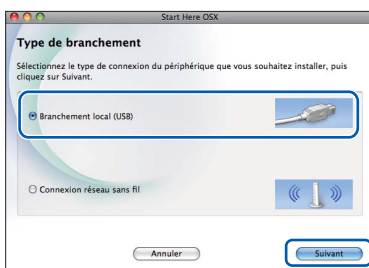 Start Here OSX
Type de branchement
Sélectionnez le type de connexion du périphérique que vous souhaitez installer, puis
cliquez sur Suivant.
Branchement local (USB)
Connexion réseau sans fil
Annuler
Suivant